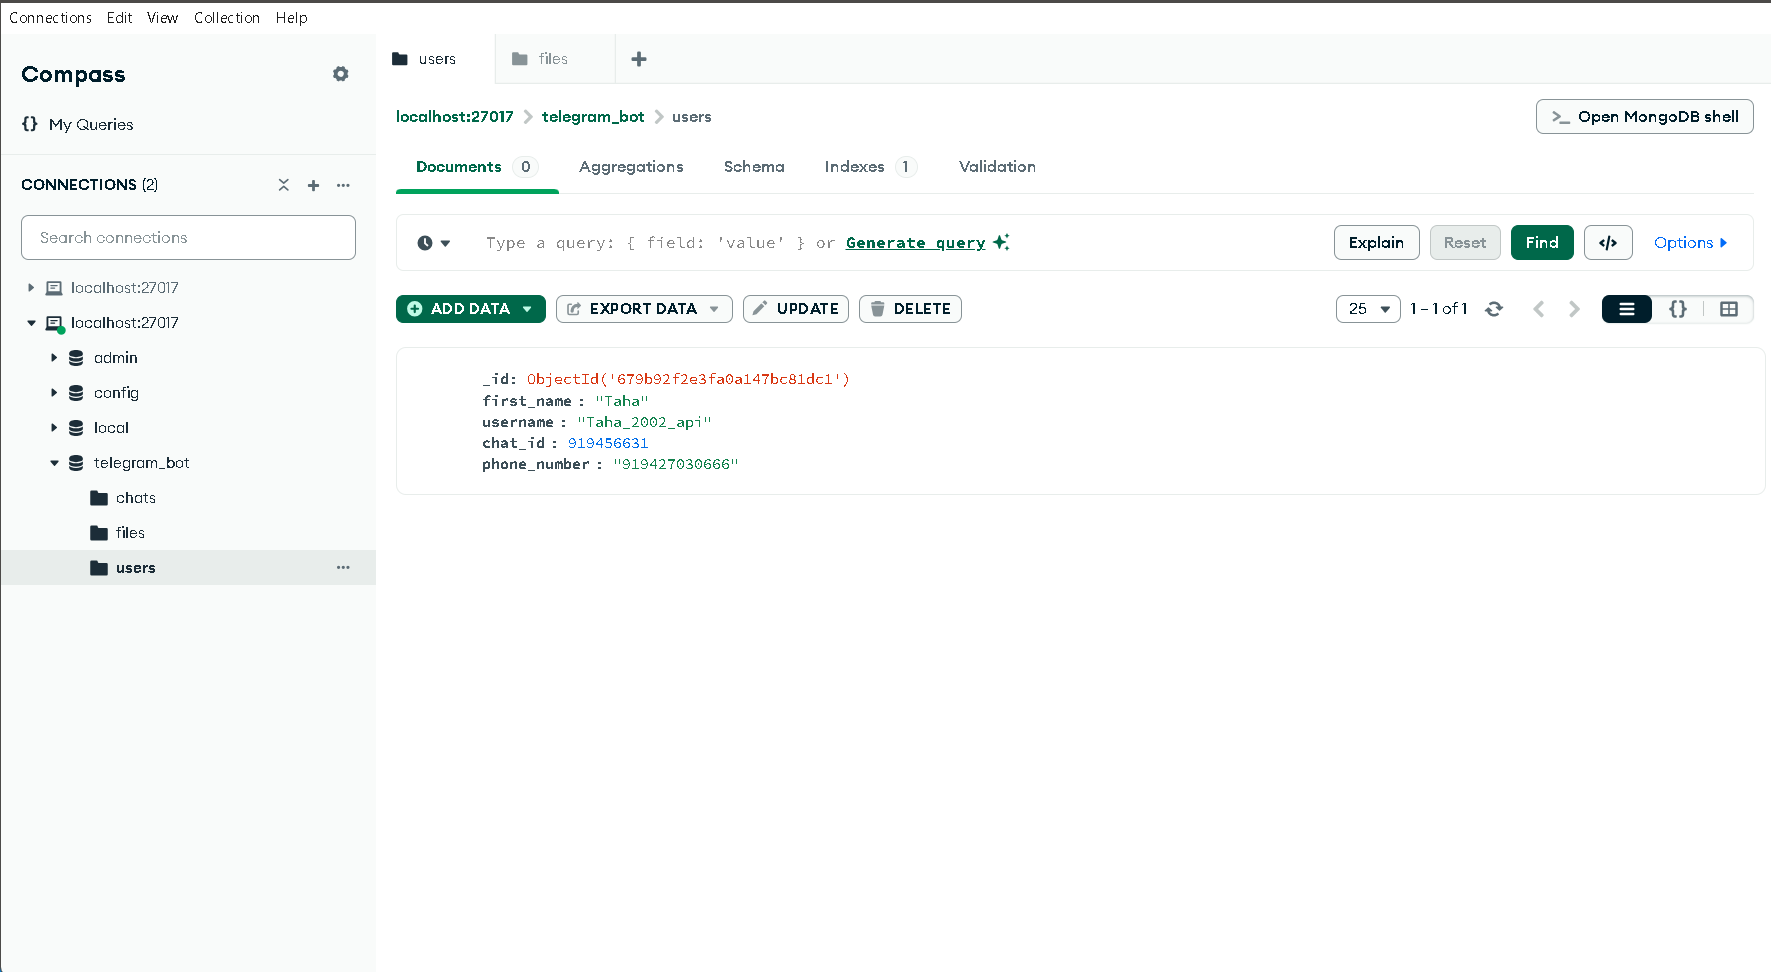 Connections Edit View Collection Help
Compass
{} My Queries
CONNECTIONS (2)
Search connections
localhost:27017
localhost:27017
admin
config
local
telegram_bot
chats
files
users
users
files
localhost:27017 > telegram_bot > users
>_ Open MongoDB shell
Documents 0 Aggregations Schema Indexes 1 Validation
Type a query: { field: 'value' } or Generate query
Explain Reset Find </> Options
ADD DATA EXPORT DATA UPDATE DELETE
25 1 – 1 of 1 {}
_id: ObjectId('679b92f2e3fa0a147bc81dc1')
first_name : "Taha"
username : "Taha_2002_api"
chat_id : 919456631
phone_number : "919427030666"